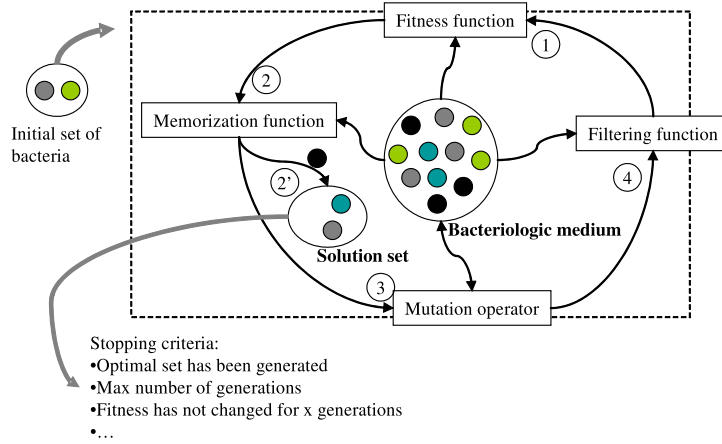 Fitness function
1
2
Initial set of
bacteria
Memorization function
Filtering function
2’
4
Bacteriologic medium
Solution set
3
Mutation operator
Stopping criteria:
•Optimal set has been generated
•Max number of generations
•Fitness has not changed for x generations
•…